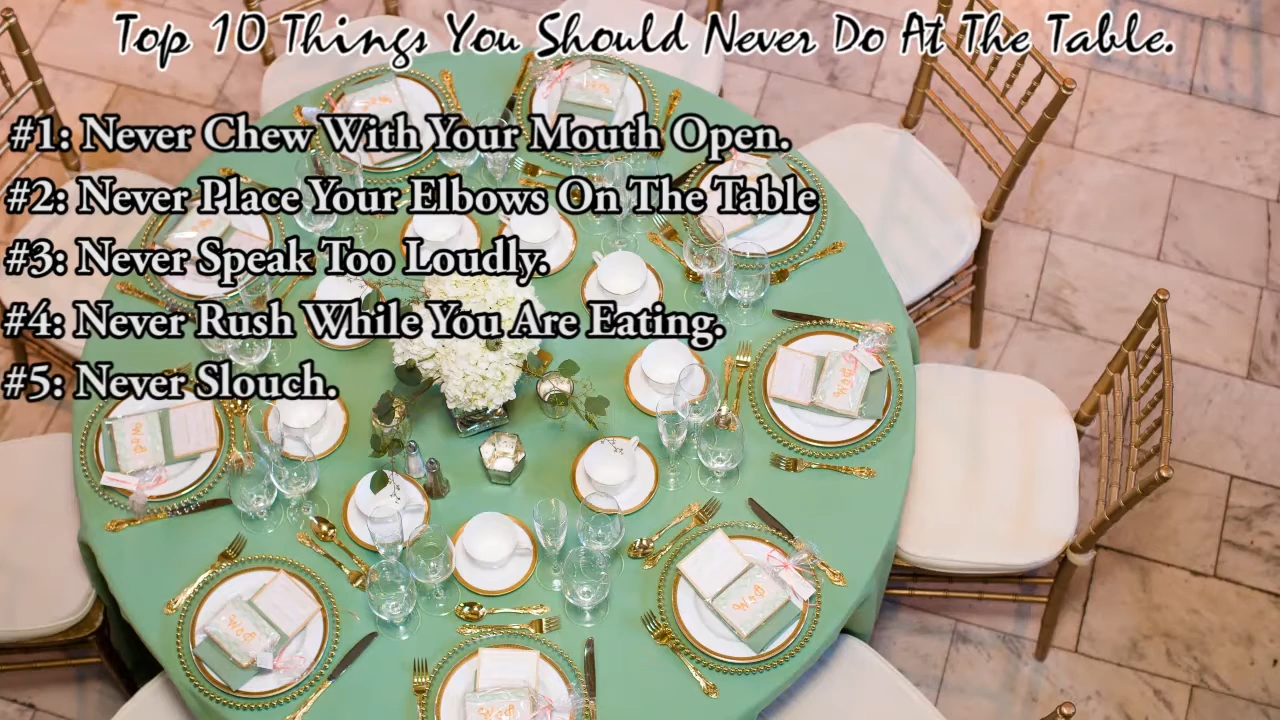 Top 10 Things You Should Never Do At The Table.
#1: Never Chew With Your Mouth Open.
#2: Never Place Your Elbows On The Table
#3: Never Speak Too Loudly.
#4: Never Rush While You Are Eating.
#5: Never Slouch.